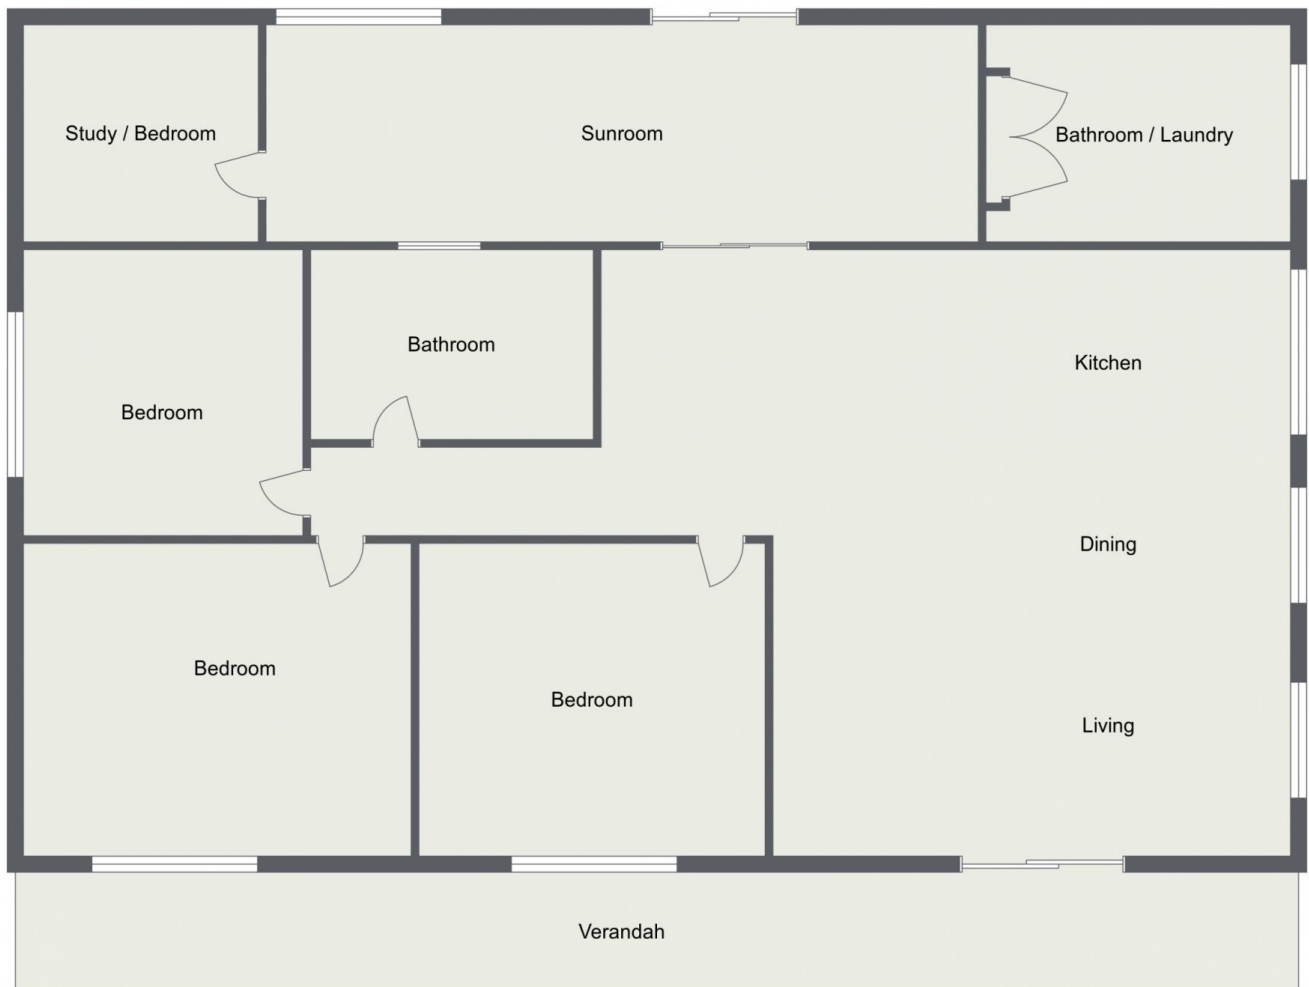 Study / Bedroom
Sunroom
Bathroom / Laundry
Bathroom
Kitchen
Bedroom
Dining
Bedroom
Bedroom
Living
Verandah